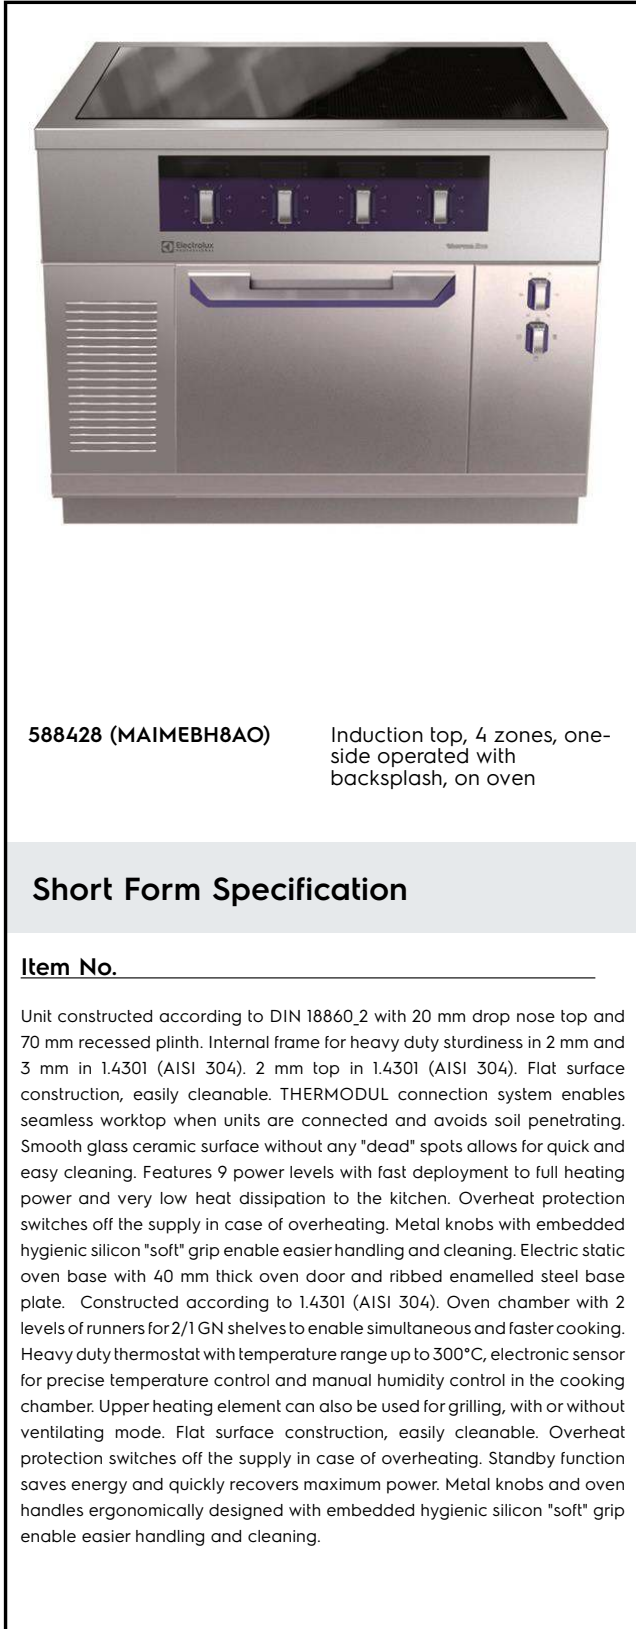 Electrolux
PROFESSIONAL
588428 (MAIMEBH8AO)
Induction top, 4 zones, one-
side operated with
backsplash, on oven
Short Form Specification
Item No.
Unit constructed according to DIN 18860_2 with 20 mm drop nose top and
70 mm recessed plinth. Internal frame for heavy duty sturdiness in 2 mm and
3 mm in 1.4301 (AISI 304). 2 mm top in 1.4301 (AISI 304). Flat surface
construction, easily cleanable. THERMODUL connection system enables
seamless worktop when units are connected and avoids soil penetrating.
Smooth glass ceramic surface without any "dead" spots allows for quick and
easy cleaning. Features 9 power levels with fast deployment to full heating
power and very low heat dissipation to the kitchen. Overheat protection
switches off the supply in case of overheating. Metal knobs with embedded
hygienic silicon "soft" grip enable easier handling and cleaning. Electric static
oven base with 40 mm thick oven door and ribbed enamelled steel base
plate. Constructed according to 1.4301 (AISI 304). Oven chamber with 2
levels of runners for 2/1 GN shelves to enable simultaneous and faster cooking.
Heavy duty thermostat with temperature range up to 300°C, electronic sensor
for precise temperature control and manual humidity control in the cooking
chamber. Upper heating element can also be used for grilling, with or without
ventilating mode. Flat surface construction, easily cleanable. Overheat
protection switches off the supply in case of overheating. Standby function
saves energy and quickly recovers maximum power. Metal knobs and oven
handles ergonomically designed with embedded hygienic silicon "soft" grip
enable easier handling and cleaning.